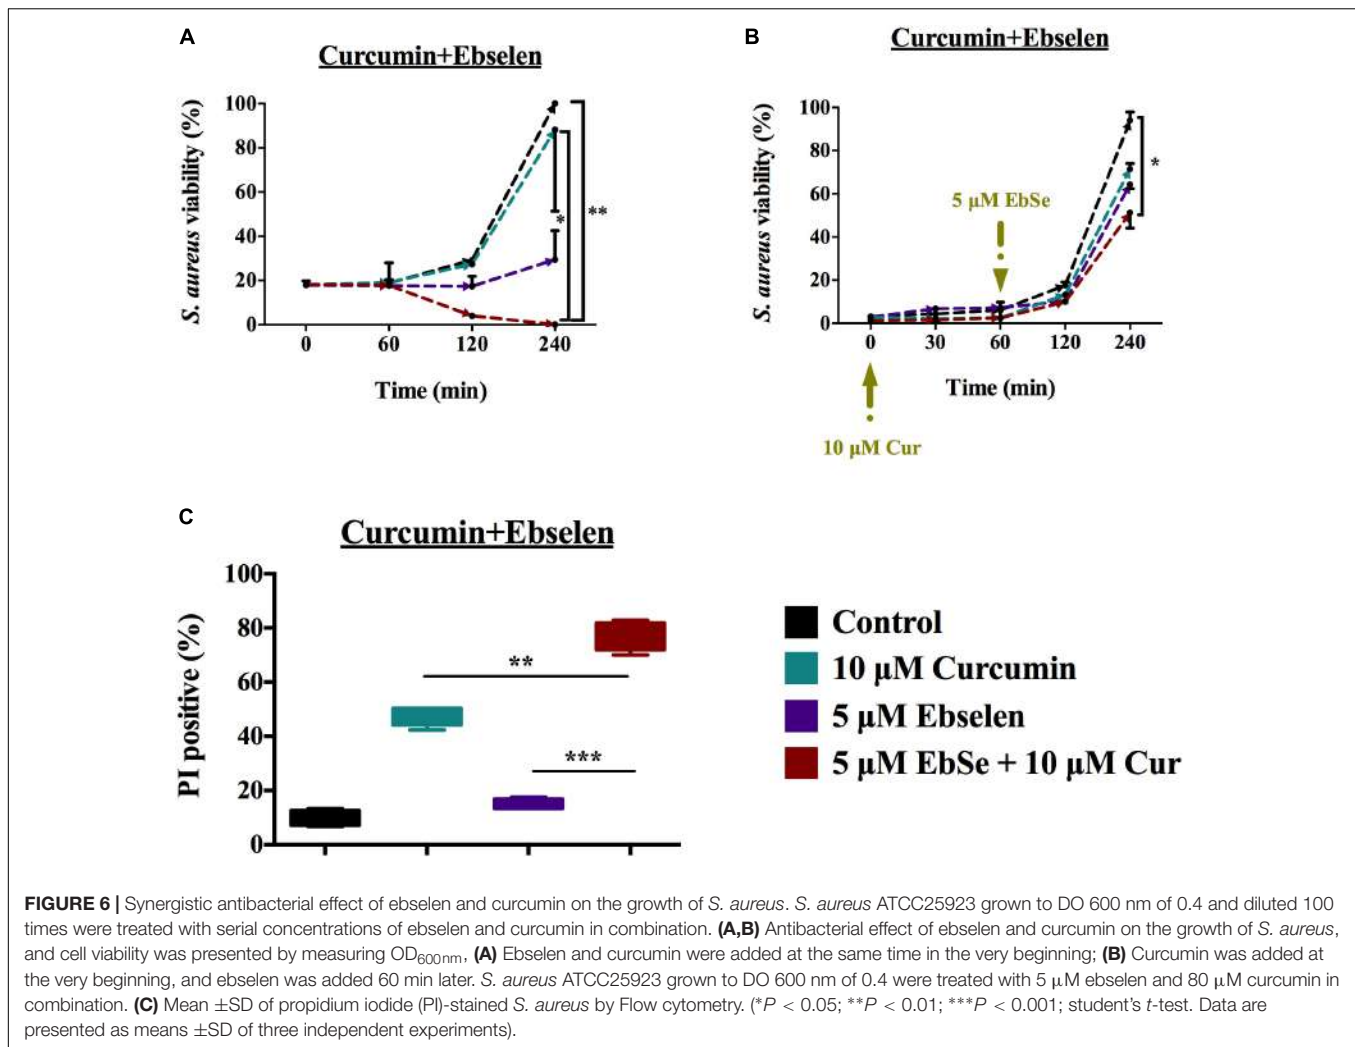 A
Curcumin+Ebselen
S. aureus viability (%)
100
80
60
40
20
0
*
**
0 60 120 240
Time (min)
B
Curcumin+Ebselen
S. aureus viability (%)
100
80
60
40
20
0
5 μM EbSe
*
0 30 60 120 240
Time (min)
10 μM Cur
C
Curcumin+Ebselen
PI positive (%)
100
80
60
40
20
0
**
***
Control
10 μM Curcumin
5 μM Ebselen
5 μM EbSe + 10 μM Cur
FIGURE 6 | Synergistic antibacterial effect of ebselen and curcumin on the growth of S. aureus. S. aureus ATCC25923 grown to DO 600 nm of 0.4 and diluted 100
times were treated with serial concentrations of ebselen and curcumin in combination. (A,B) Antibacterial effect of ebselen and curcumin on the growth of S. aureus,
and cell viability was presented by measuring OD600nm, (A) Ebselen and curcumin were added at the same time in the very beginning; (B) Curcumin was added at
the very beginning, and ebselen was added 60 min later. S. aureus ATCC25923 grown to DO 600 nm of 0.4 were treated with 5 μM ebselen and 80 μM curcumin in
combination. (C) Mean ±SD of propidium iodide (PI)-stained S. aureus by Flow cytometry. (*P < 0.05; **P < 0.01; ***P < 0.001; student's t-test. Data are
presented as means ±SD of three independent experiments).